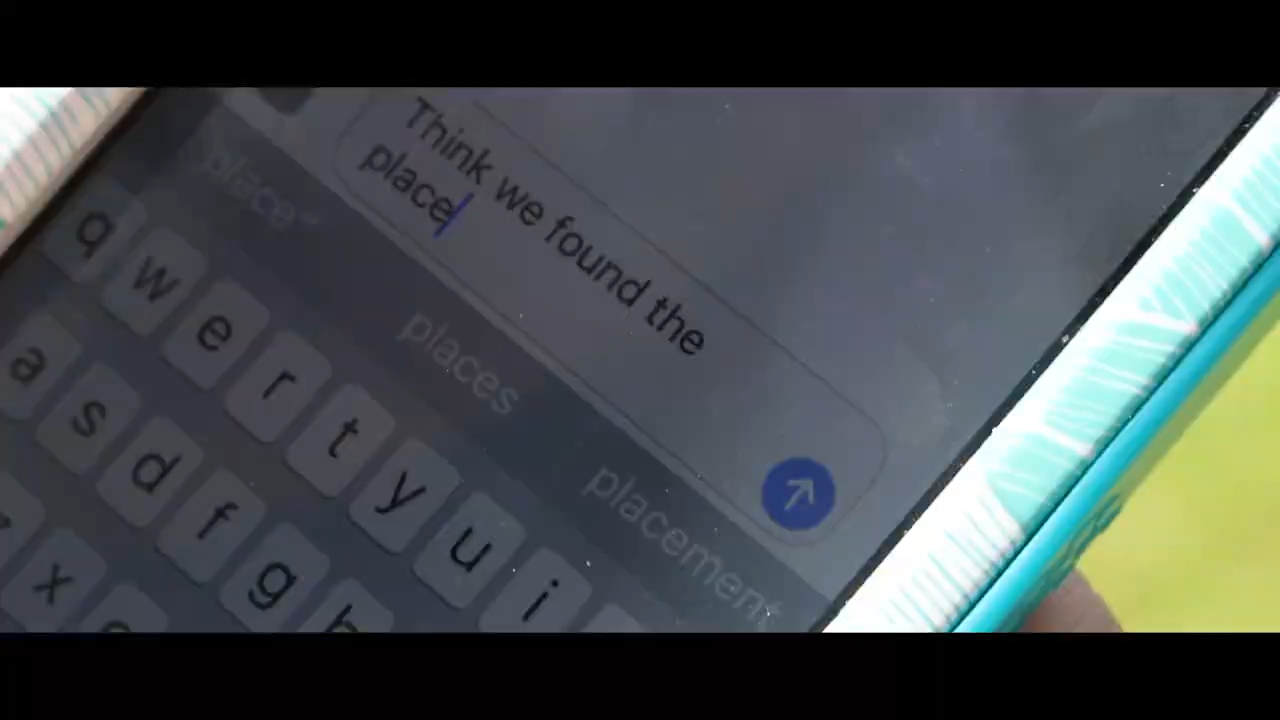 Think we found the
place
"place"
places
placement
q w e r t y u i
a s d f g h
x c